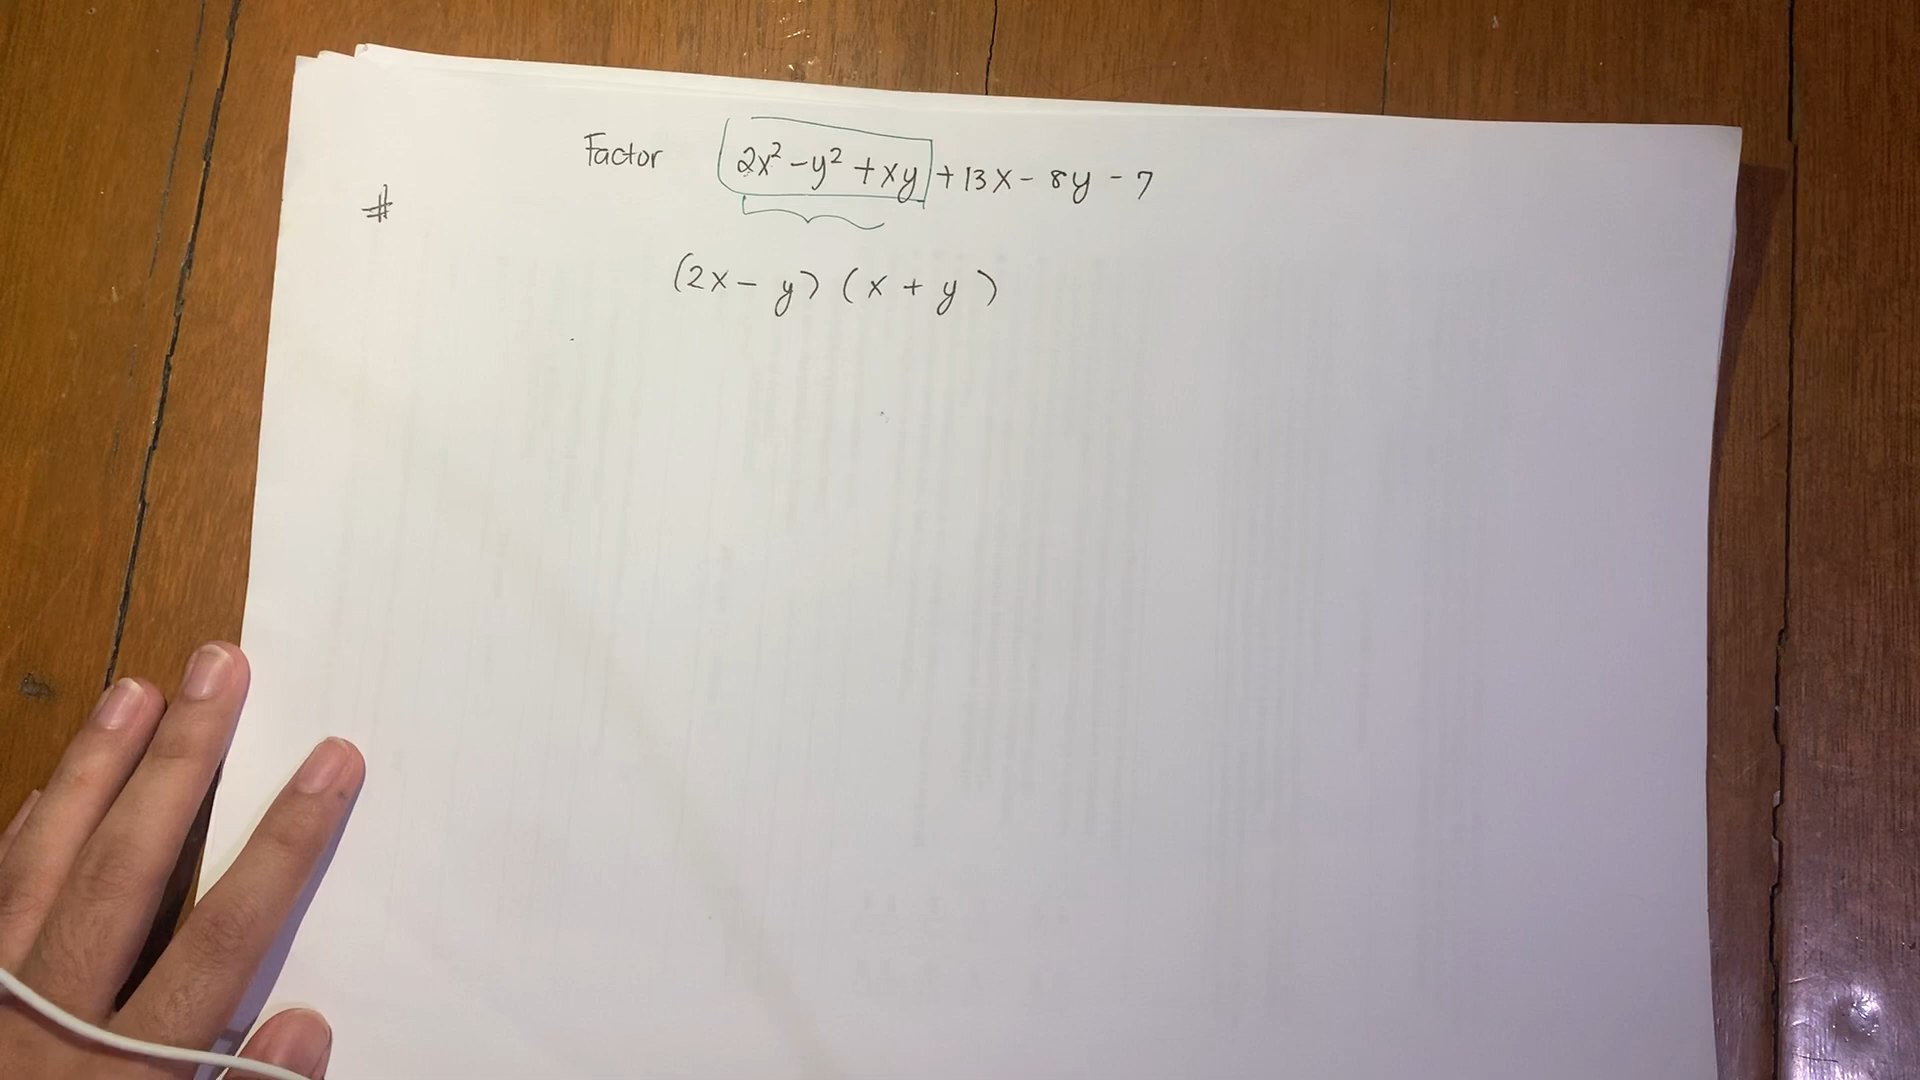 Factor 2x² - y² + xy + 13x - 8y - 7
#
(2x - y) (x + y)